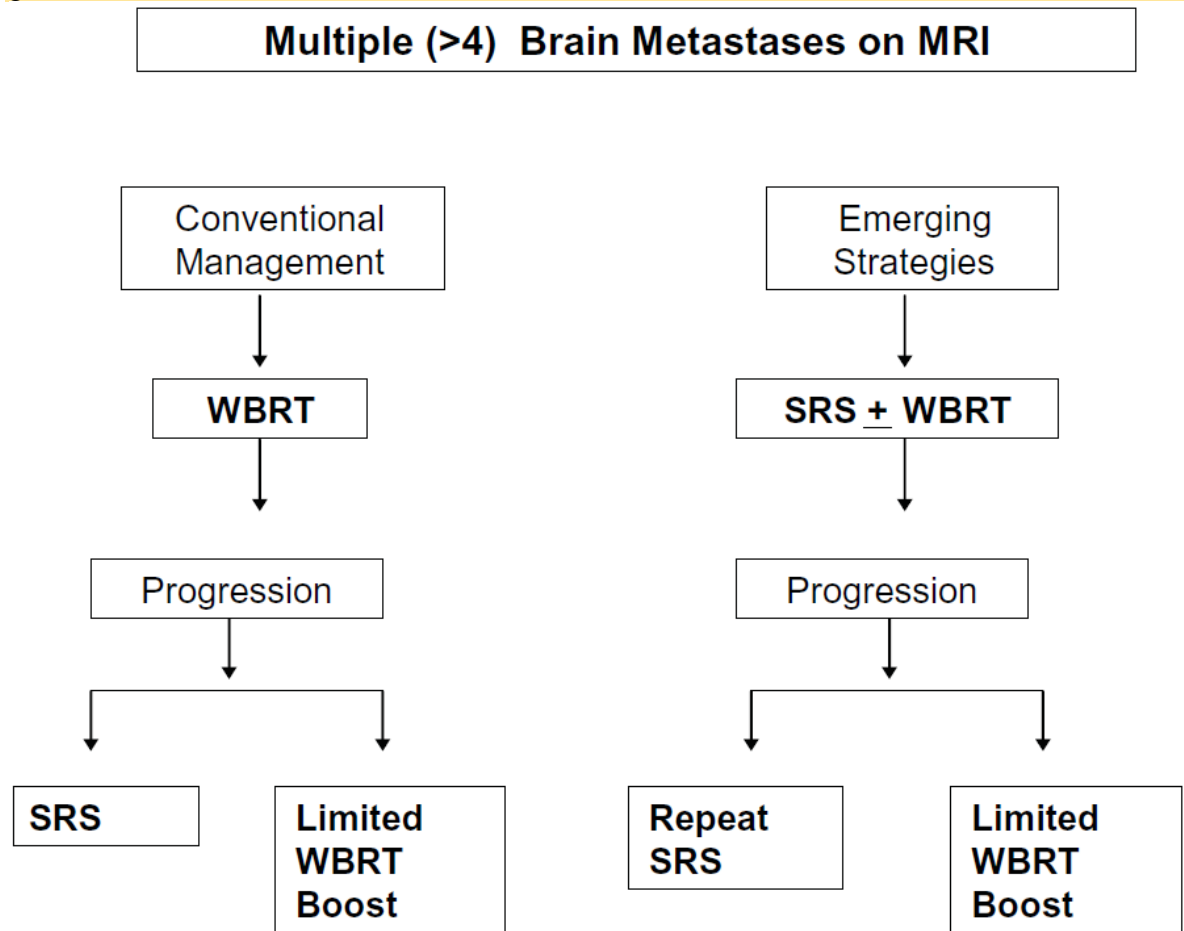 Multiple (>4)  Brain Metastases on MRI
Conventional
Management
Emerging
Strategies
WBRT
SRS + WBRT
Progression
Progression
SRS
Limited
WBRT
Boost
Repeat
SRS
Limited
WBRT
Boost